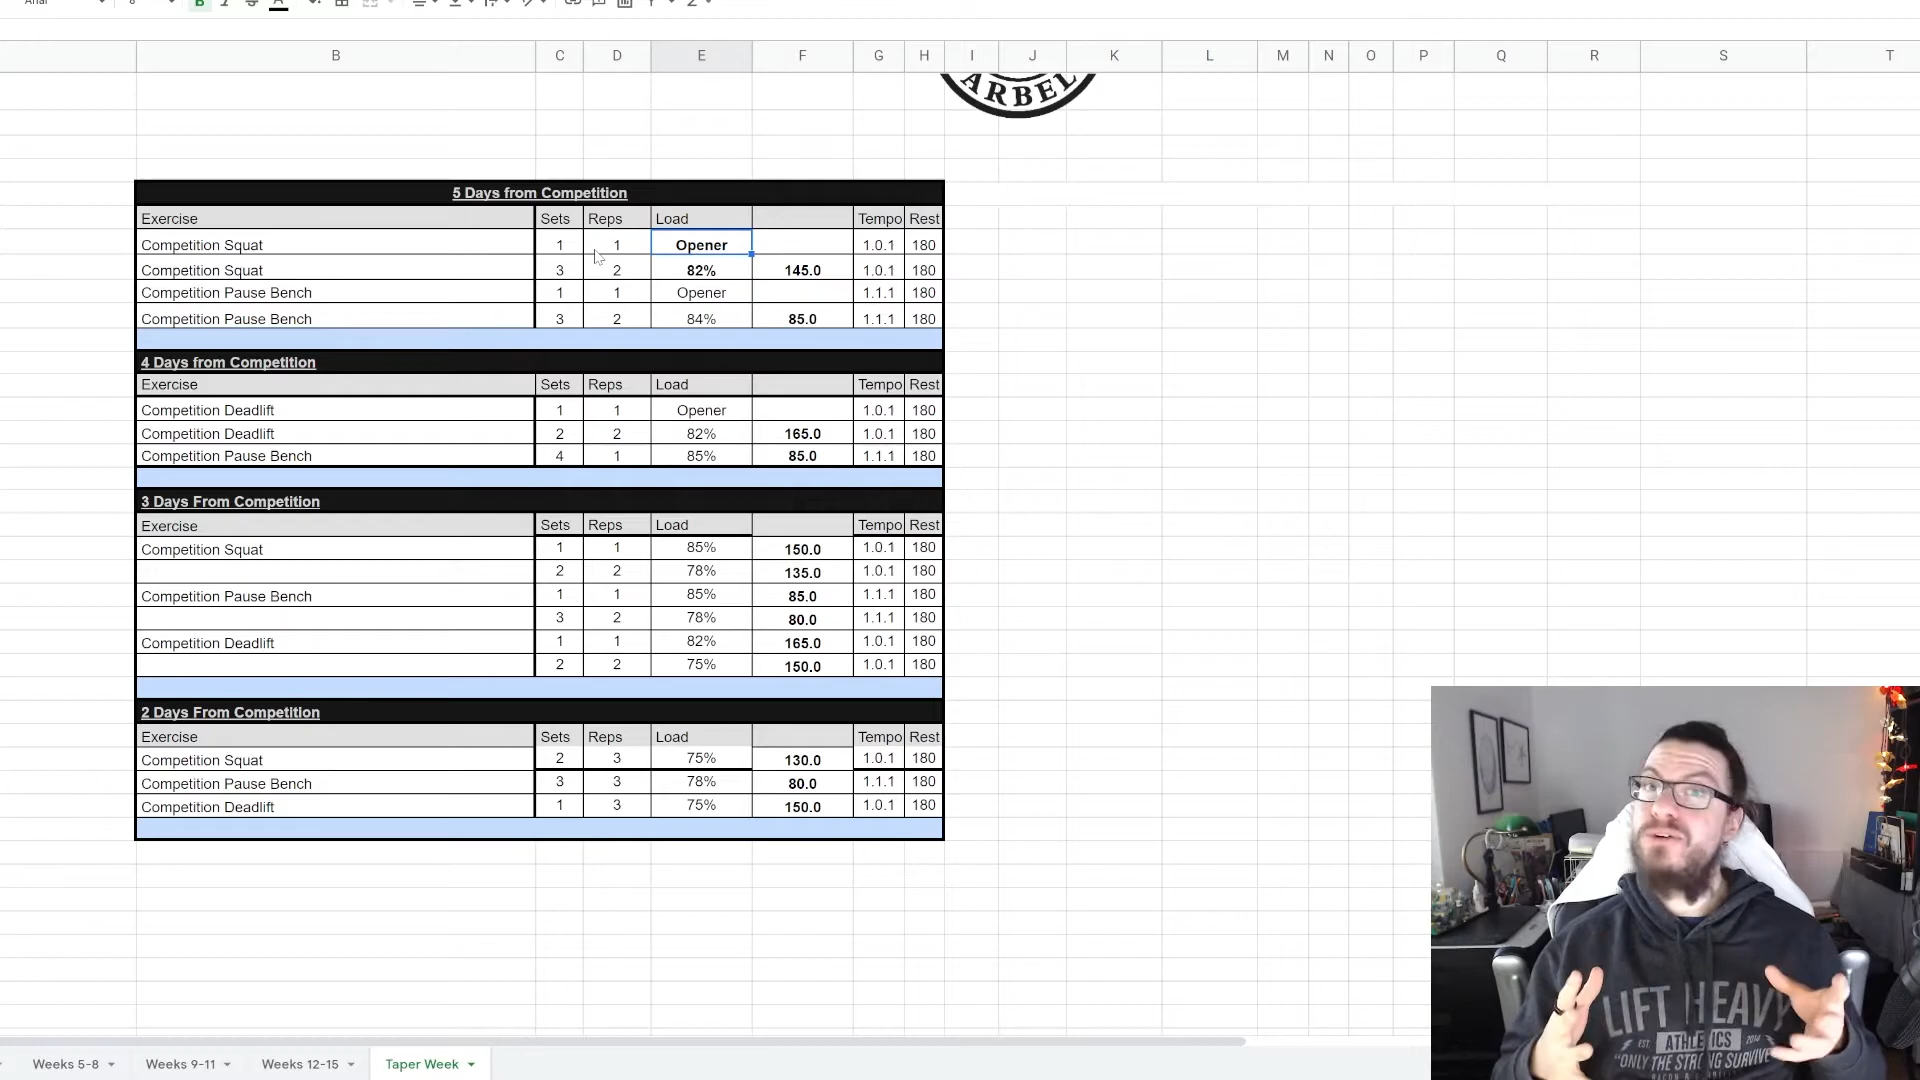 B C D E F G H I J K L M N O P Q R S T
ARBEL
5 Days from Competition
Exercise Sets Reps Load Tempo Rest
Competition Squat 1 1 Opener 1.0.1 180
Competition Squat 3 2 82% 145.0 1.0.1 180
Competition Pause Bench 1 1 Opener 1.1.1 180
Competition Pause Bench 3 2 84% 85.0 1.1.1 180
4 Days from Competition
Exercise Sets Reps Load Tempo Rest
Competition Deadlift 1 1 Opener 1.0.1 180
Competition Deadlift 2 2 82% 165.0 1.0.1 180
Competition Pause Bench 4 1 85% 85.0 1.1.1 180
3 Days From Competition
Exercise Sets Reps Load Tempo Rest
Competition Squat 1 1 85% 150.0 1.0.1 180
2 2 78% 135.0 1.0.1 180
Competition Pause Bench 1 1 85% 85.0 1.1.1 180
3 2 78% 80.0 1.1.1 180
Competition Deadlift 1 1 82% 165.0 1.0.1 180
2 2 75% 150.0 1.0.1 180
2 Days From Competition
Exercise Sets Reps Load Tempo Rest
Competition Squat 2 3 75% 130.0 1.0.1 180
Competition Pause Bench 3 3 78% 80.0 1.1.1 180
Competition Deadlift 1 3 75% 150.0 1.0.1 180
LIFT HEAVY
EST. ATHLETICS 2014
"ONLY THE STRONG SURVIVE"
Weeks 5-8 Weeks 9-11 Weeks 12-15 Taper Week